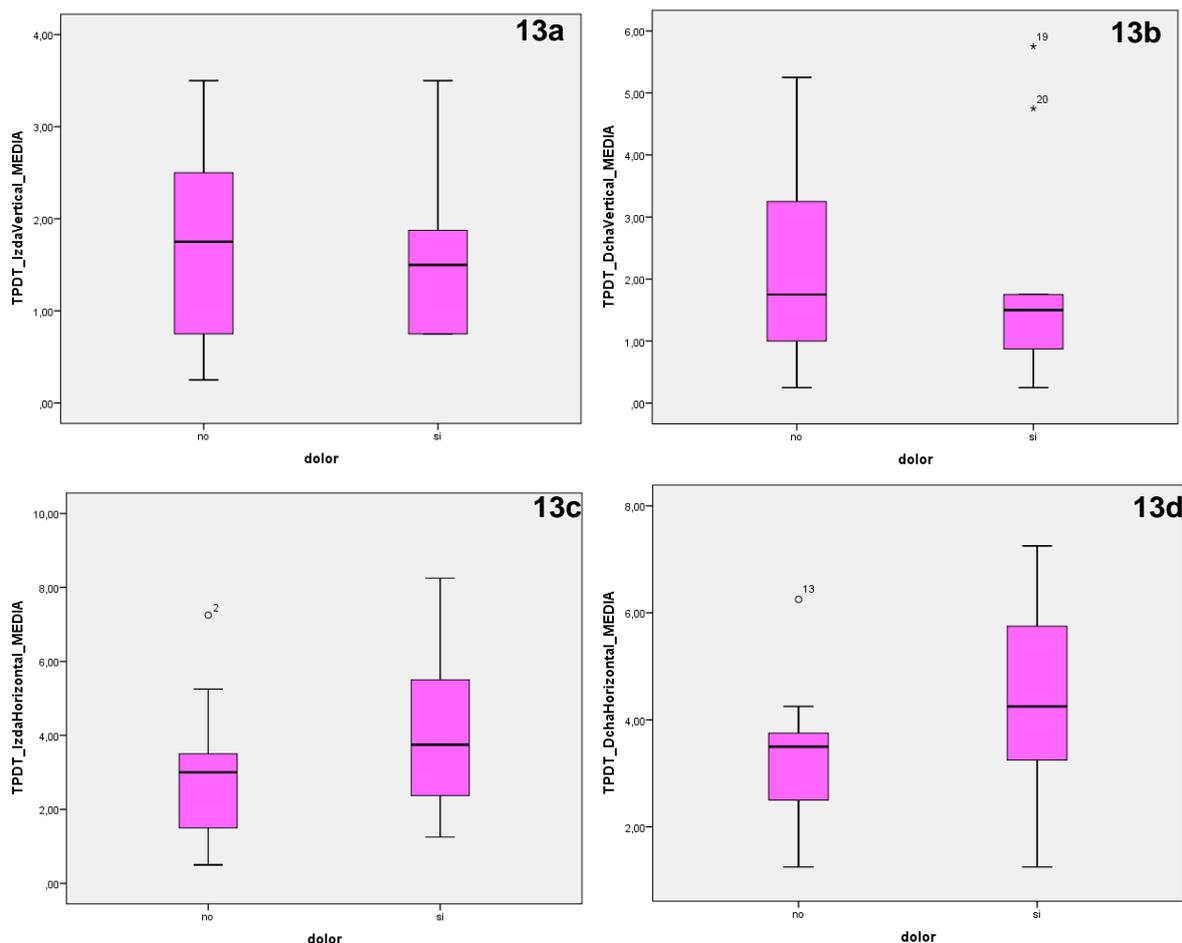 13a
4,00
3,00
2,00
1,00
,00
TPDT_IzdaVertical_MEDIA
no
si
dolor
13b
6,00
5,00
4,00
3,00
2,00
1,00
,00
TPDT_DchaVertical_MEDIA
19
20
no
si
dolor
13c
10,00
8,00
6,00
4,00
2,00
,00
TPDT_IzdaHorizontal_MEDIA
2
no
si
dolor
13d
8,00
6,00
4,00
2,00
TPDT_DchaHorizontal_MEDIA
13
no
si
dolor